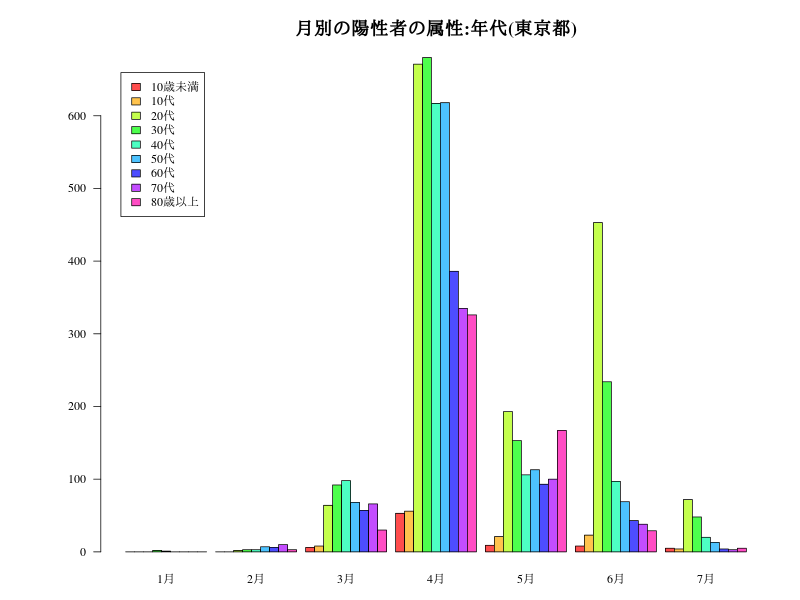 月別の陽性者の属性:年代(東京都)
10歳未満
10代
20代
30代
40代
50代
60代
70代
80歳以上
600
500
400
300
200
100
0
1月 2月 3月 4月 5月 6月 7月